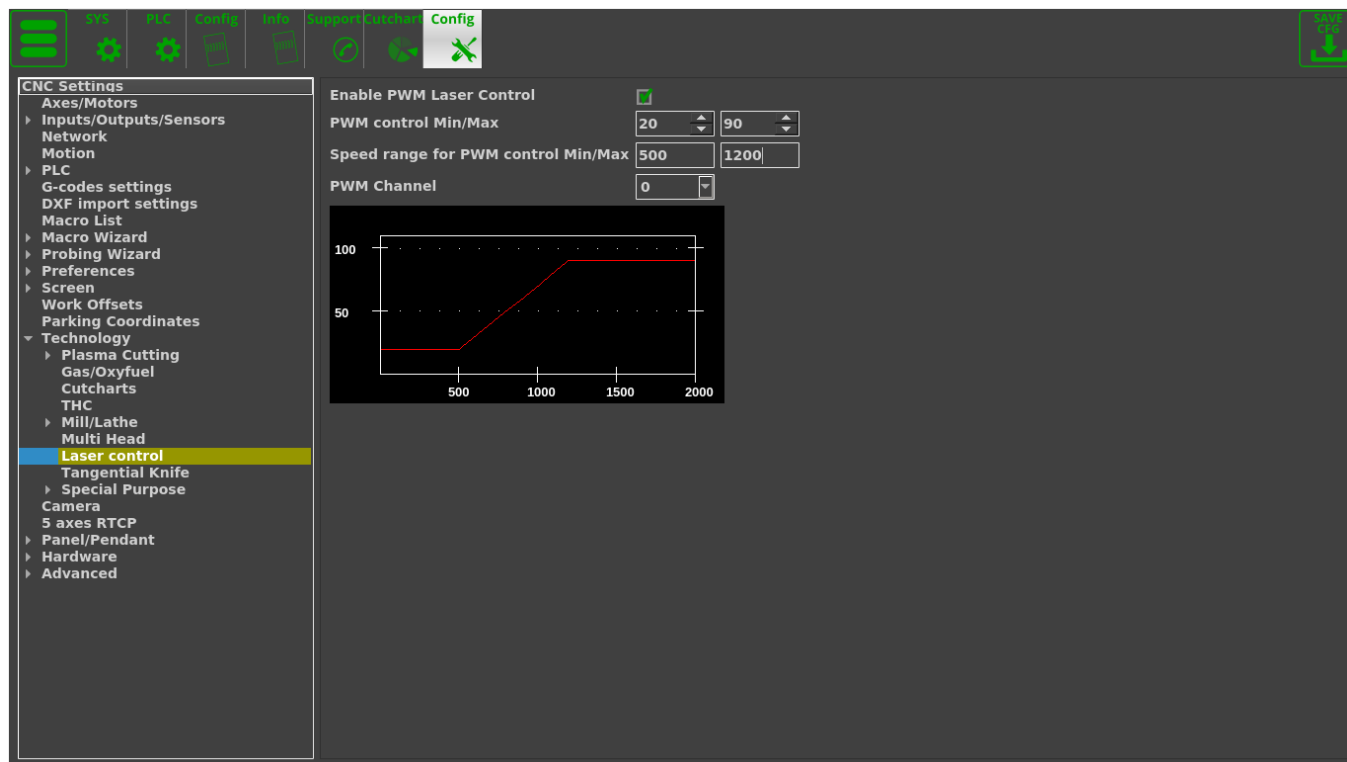 SYS PLC Config Info Support Cutchart Config SAVE
CFG
CNC Settings
Axes/Motors
Inputs/Outputs/Sensors
Network
Motion
PLC
G-codes settings
DXF import settings
Macro List
Macro Wizard
Probing Wizard
Preferences
Screen
Work Offsets
Parking Coordinates
Technology
Plasma Cutting
Gas/Oxyfuel
Cutcharts
THC
Mill/Lathe
Multi Head
Laser control
Tangential Knife
Special Purpose
Camera
5 axes RTCP
Panel/Pendant
Hardware
Advanced
Enable PWM Laser Control
PWM control Min/Max 20 90
Speed range for PWM control Min/Max 500 1200
PWM Channel 0
100
50
500 1000 1500 2000